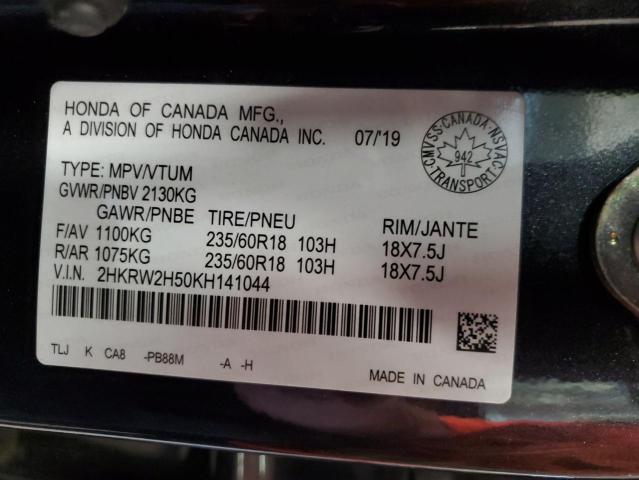 HONDA OF CANADA MFG.,
A DIVISION OF HONDA CANADA INC. 07/'19
CMVSS-CANADA-NSVAC
942
TRANSPORT
TYPE: MPV/VTUM
GVWR/PNBV 2130KG
GAWR/PNBE TIRE/PNEU RIM/JANTE
F/AV 1100KG 235/60R18 103H 18X7.5J
R/AR 1075KG 235/60R18 103H 18X7.5J
V.I.N. 2HKRW2H50KH141044
TLJ K CA8 -PB88M -A -H
MADE IN CANADA